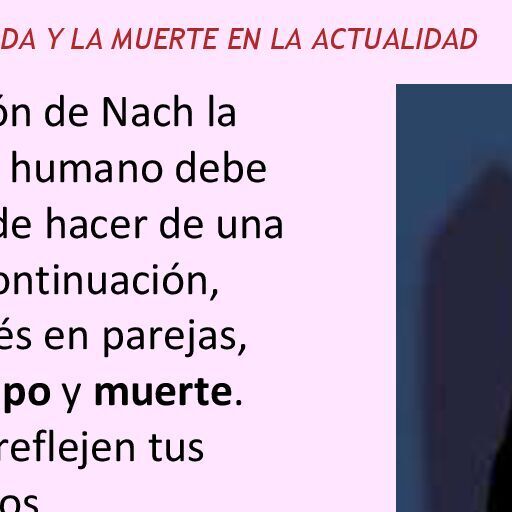 DA Y LA MUERTE EN LA ACTUALIDAD
ón de Nach la
humano debe
de hacer de una
ontinuación,
és en parejas,
po y muerte.
reflejen tus
os